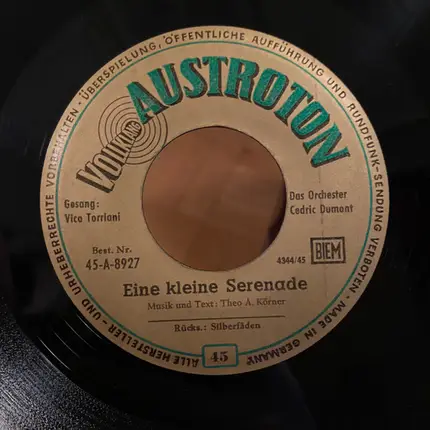 ALLE HERSTELLER- UND URHEBERRECHTE VORBEHALTEN · ÜBERSPIELUNG, ÖFFENTLICHE AUFFÜHRUNG UND RUNDFUNK-SENDUNG VERBOTEN · MADE IN GERMANY
VOLLKLANG
AUSTROTON
Gesang:
Vico Torriani
Das Orchester
Cedric Dumont
Best. Nr.
45-A-8927
4344/45
BIEM
Eine kleine Serenade
Musik und Text: Theo A. Körner
Rücks.: Silberfäden
45